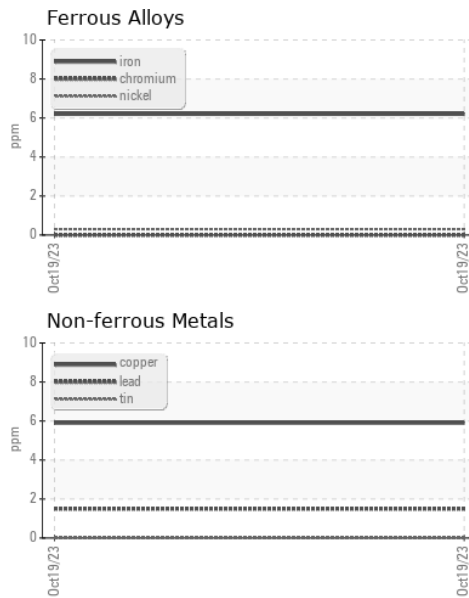 Ferrous Alloys
10
8
6
4
2
0
ppm
iron
chromium
nickel
Oct19/23
Oct19/23
Non-ferrous Metals
10
8
6
4
2
0
ppm
copper
lead
tin
Oct19/23
Oct19/23